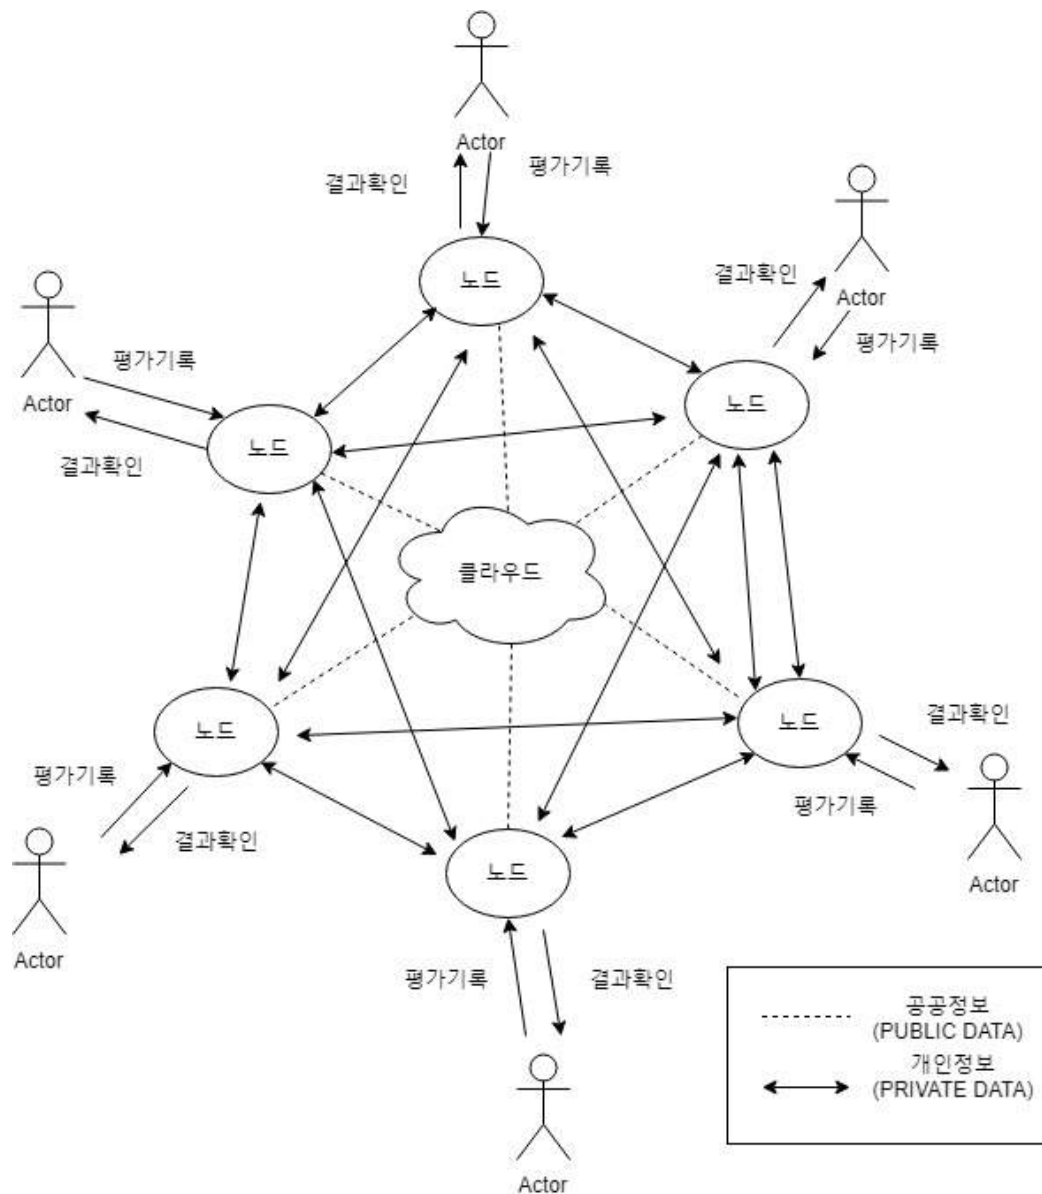 Actor
결과확인
평가기록
노드
결과확인
Actor
평가기록
노드
평가기록
Actor
결과확인
노드
클라우드
노드
평가기록
결과확인
Actor
노드
결과확인
평가기록
Actor
노드
평가기록
결과확인
Actor
공공정보
(PUBLIC DATA)
개인정보
(PRIVATE DATA)